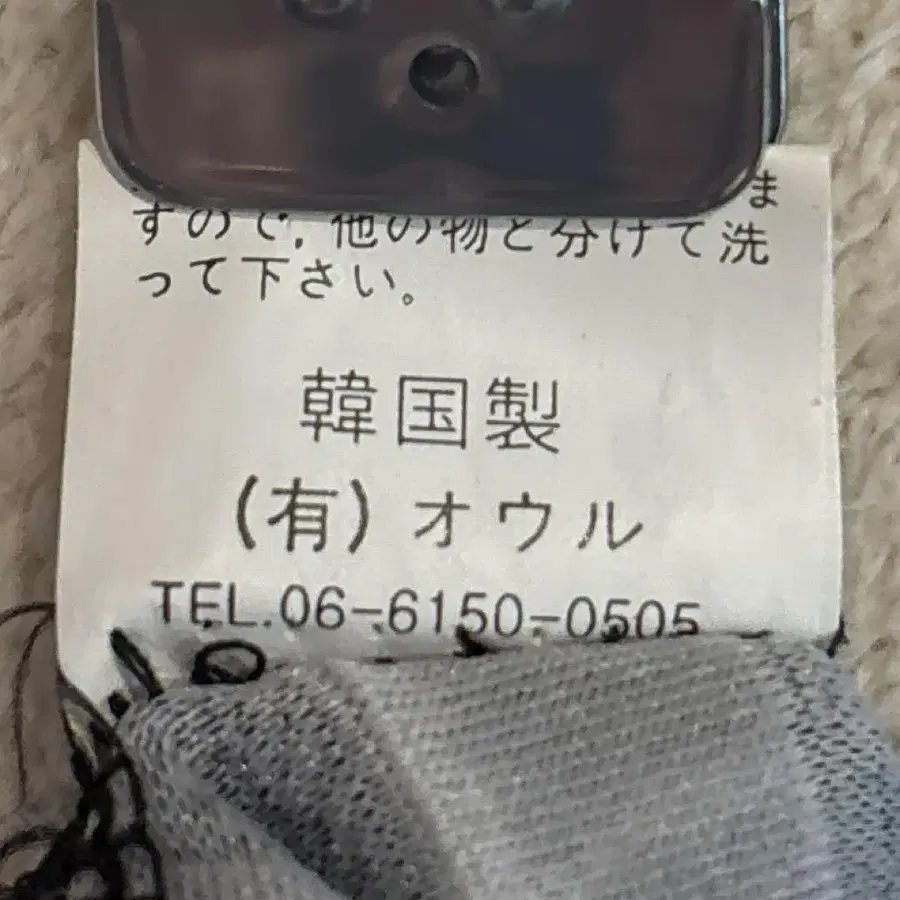 ま
すので,他の物と分けて洗
って下さい。
韓国製
(有)オウル
TEL.06-6150-0505